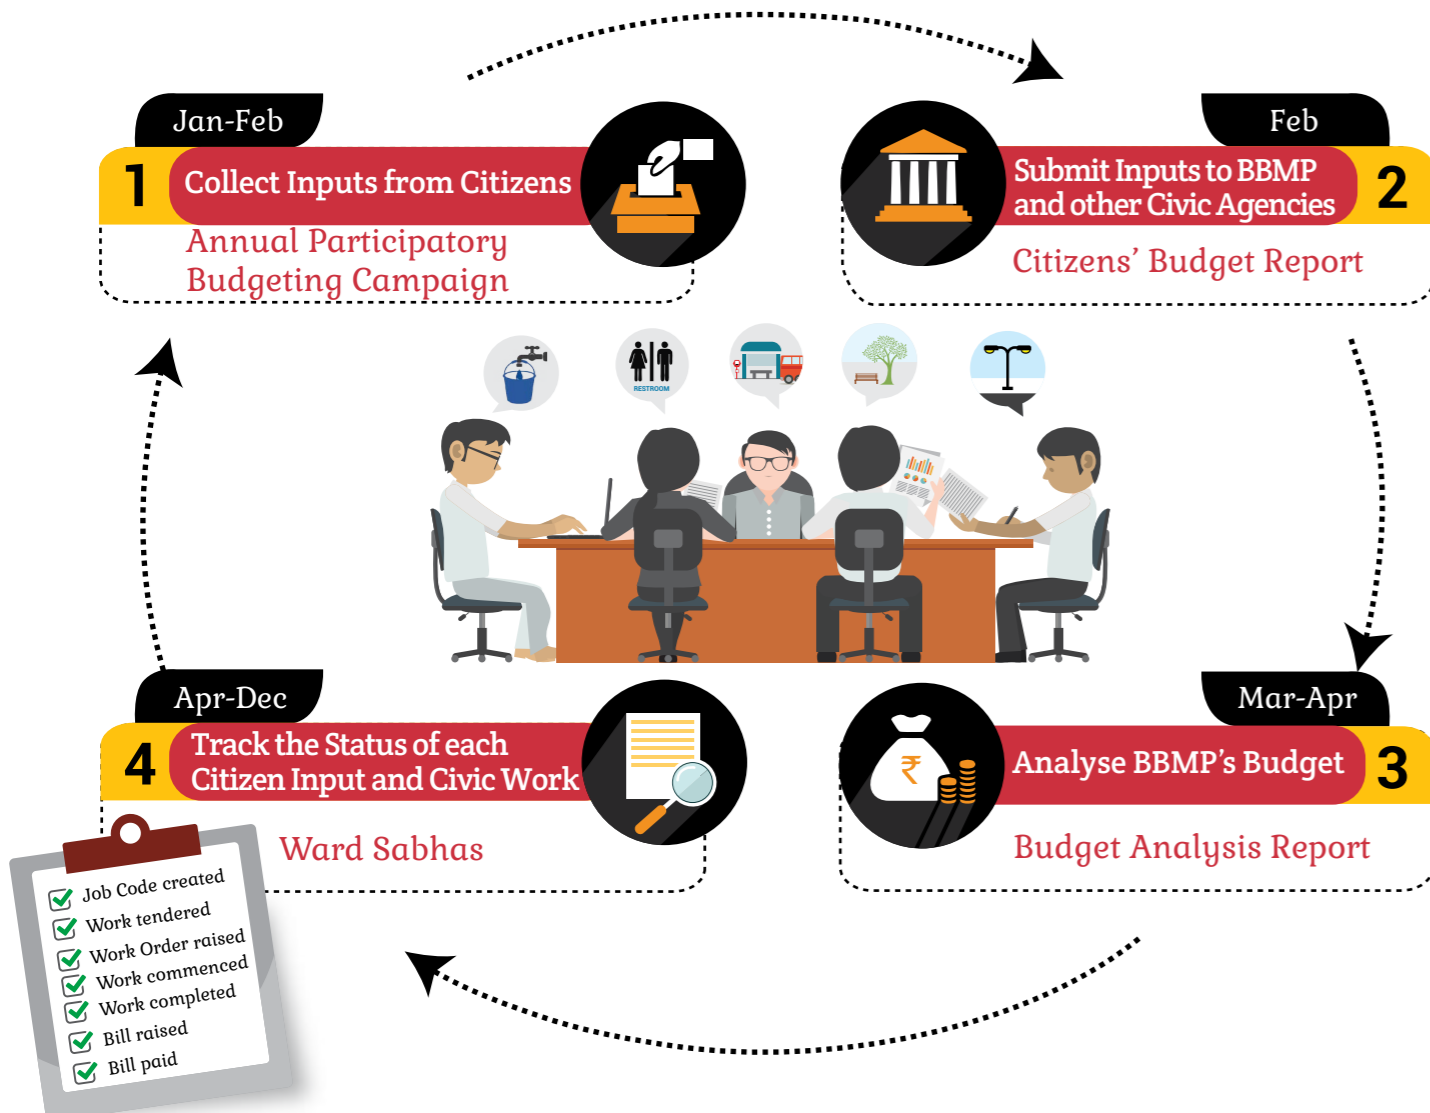 Jan-Feb
1
Collect Inputs from Citizens
Annual Participatory
Budgeting Campaign
Feb
Submit Inputs to BBMP
and other Civic Agencies
2
Citizens' Budget Report
RESTROOM
Mar-Apr
Analyse BBMP's Budget
3
₹
Budget Analysis Report
Apr-Dec
4
Track the Status of each
Citizen Input and Civic Work
Ward Sabhas
Job Code created
Work tendered
Work Order raised
Work commenced
Work completed
Bill raised
Bill paid